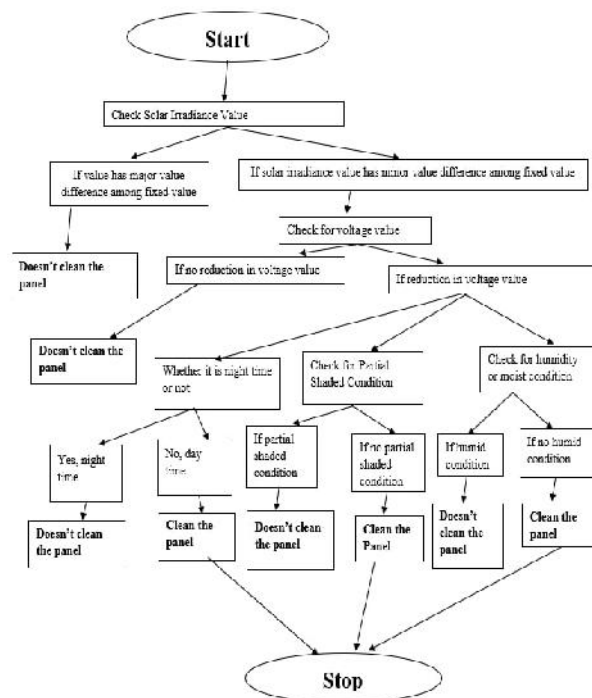 Start
Check Solar Irradiance Value
If value has major value
difference among fixed value
If solar irradiance value has minor value difference among fixed value
Check for voltage value
Doesn't clean the
panel
If no reduction in voltage value
If reduction in voltage value
Doesn't clean the
panel
Whether it is night time
or not
Check for Partial
Shaded Condition
Check for humidity
or moist condition
Yes, night
time
No, day
time
If partial
shaded
condition
If no partial
shaded
condition
If humid
condition
If no humid
condition
Doesn't clean
the panel
Clean the
panel
Doesn't clean
the panel
Clean the
Panel
Doesn't
clean the
panel
Clean the
panel
Stop